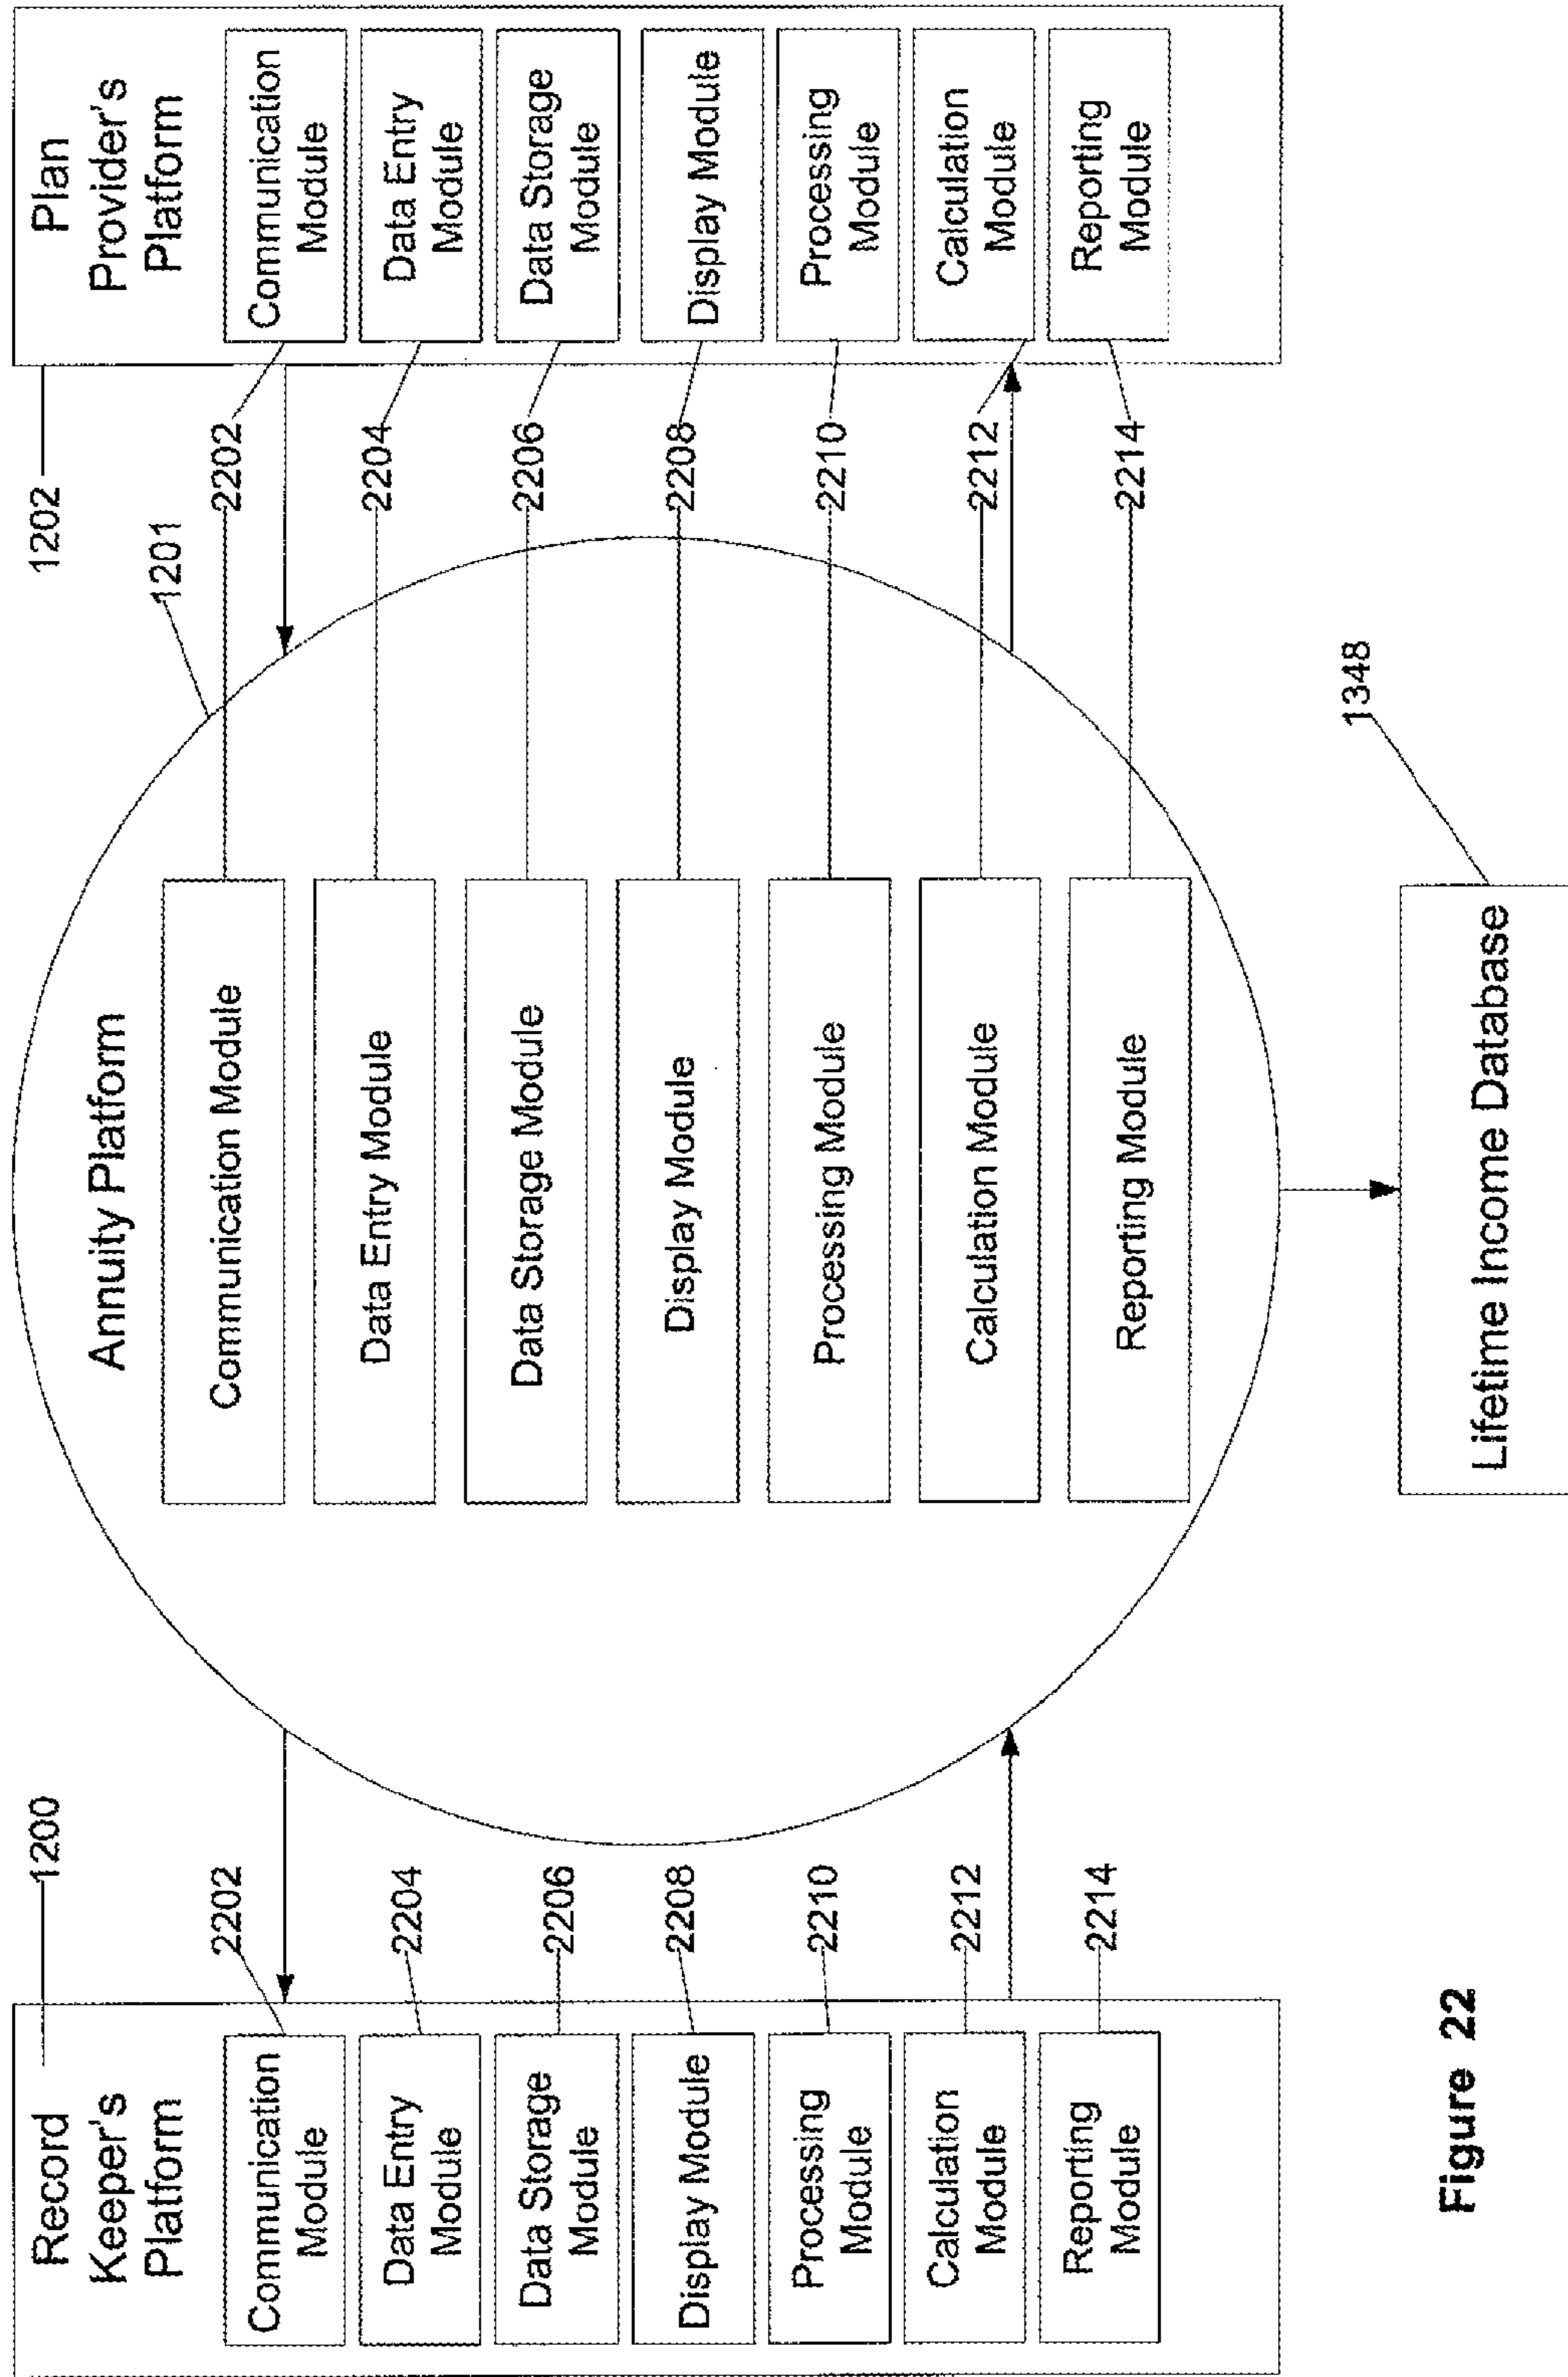 Record
Keeper's
Platform
1200
Communication
Module
2202
Data Entry
Module
2204
Data Storage
Module
2206
Display Module
2208
Processing
Module
2210
Calculation
Module
2212
Reporting
Module
2214
Annuity Platform
1201
Communication Module
Data Entry Module
Data Storage Module
Display Module
Processing Module
Calculation Module
Reporting Module
2202
2204
2206
2208
2210
2212
2214
Plan
Provider's
Platform
1202
Communication
Module
Data Entry
Module
Data Storage
Module
Display Module
Processing
Module
Calculation
Module
Reporting
Module
Lifetime Income Database
1348
Figure 22